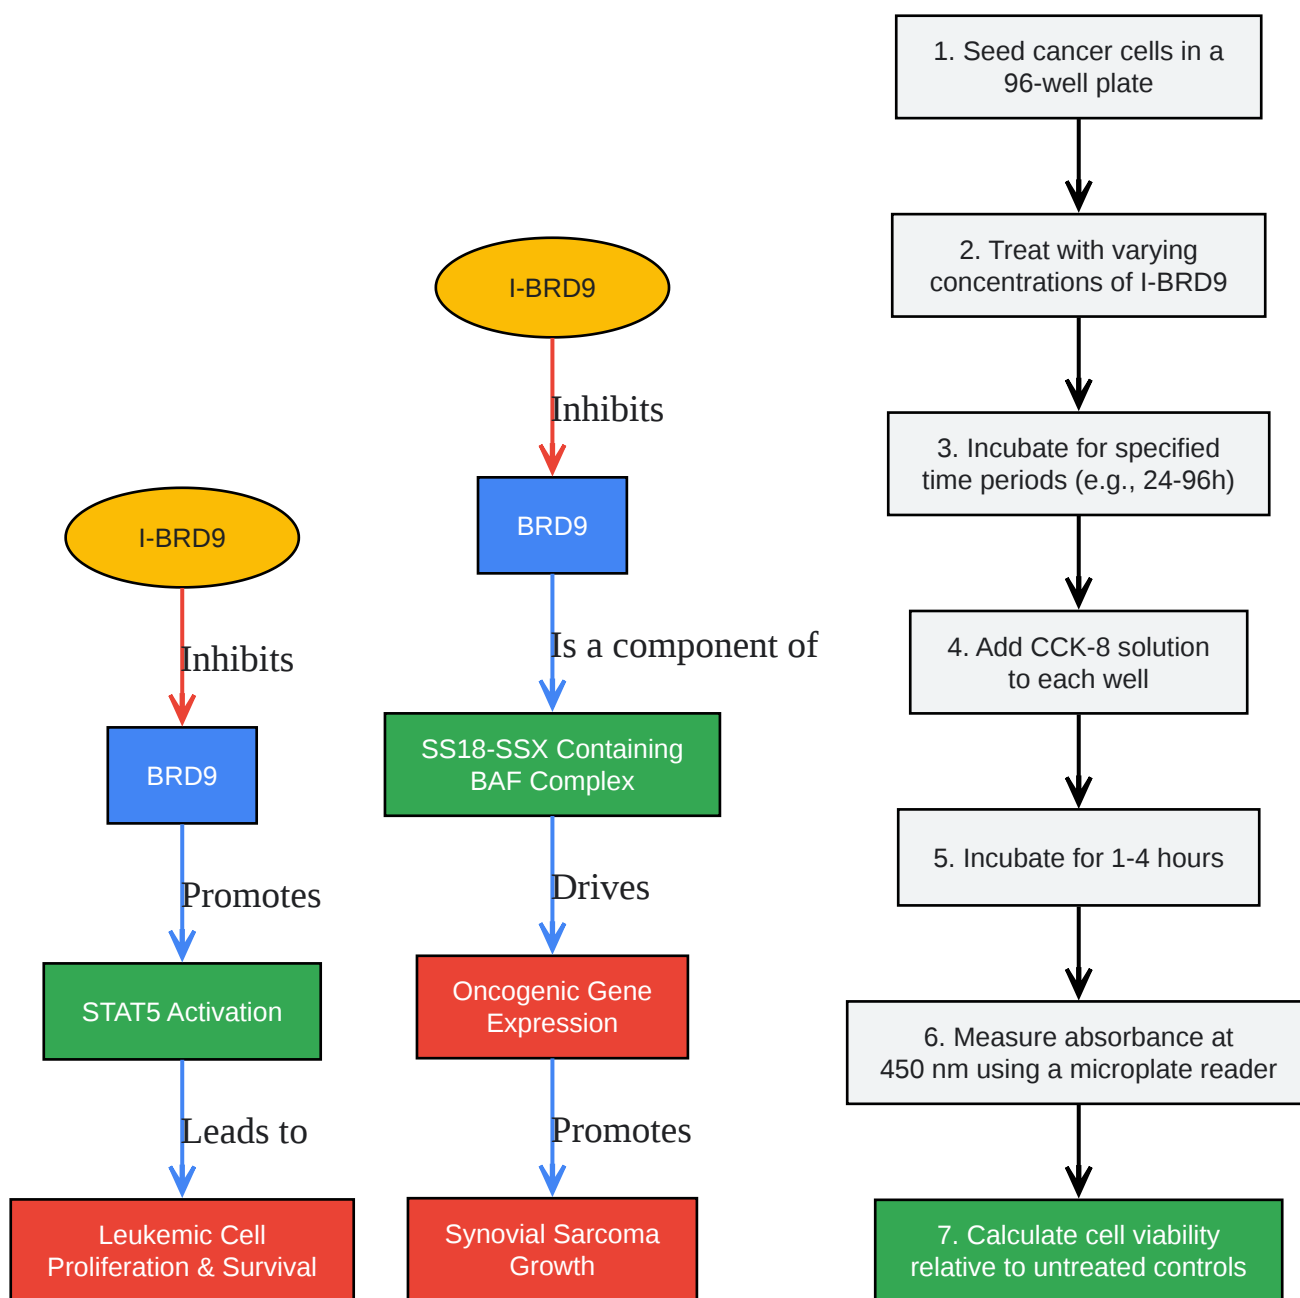 I-BRD9
Inhibits
BRD9
Promotes
STAT5 Activation
Leads to
Leukemic Cell
Proliferation & Survival
I-BRD9
Inhibits
BRD9
Is a component of
SS18-SSX Containing
BAF Complex
Drives
Oncogenic Gene
Expression
Promotes
Synovial Sarcoma
Growth
1. Seed cancer cells in a
96-well plate
2. Treat with varying
concentrations of I-BRD9
3. Incubate for specified
time periods (e.g., 24-96h)
4. Add CCK-8 solution
to each well
5. Incubate for 1-4 hours
6. Measure absorbance at
450 nm using a microplate reader
7. Calculate cell viability
relative to untreated controls